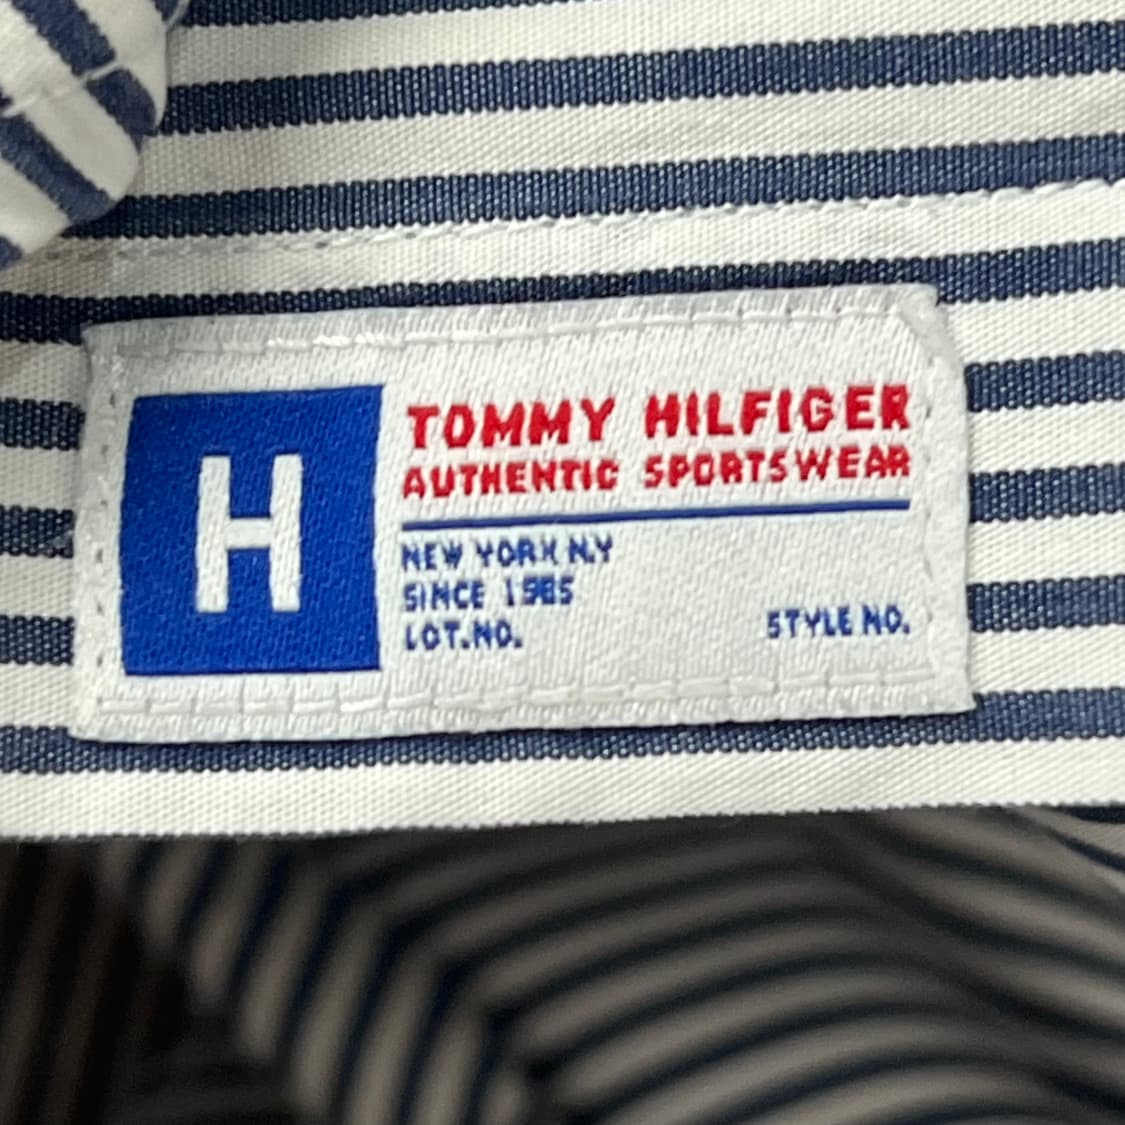 H
TOMMY HILFIGER
AUTHENTIC SPORTSWEAR
NEW YORK N.Y
SINCE 1985
LOT.NO.
STYLE NO.